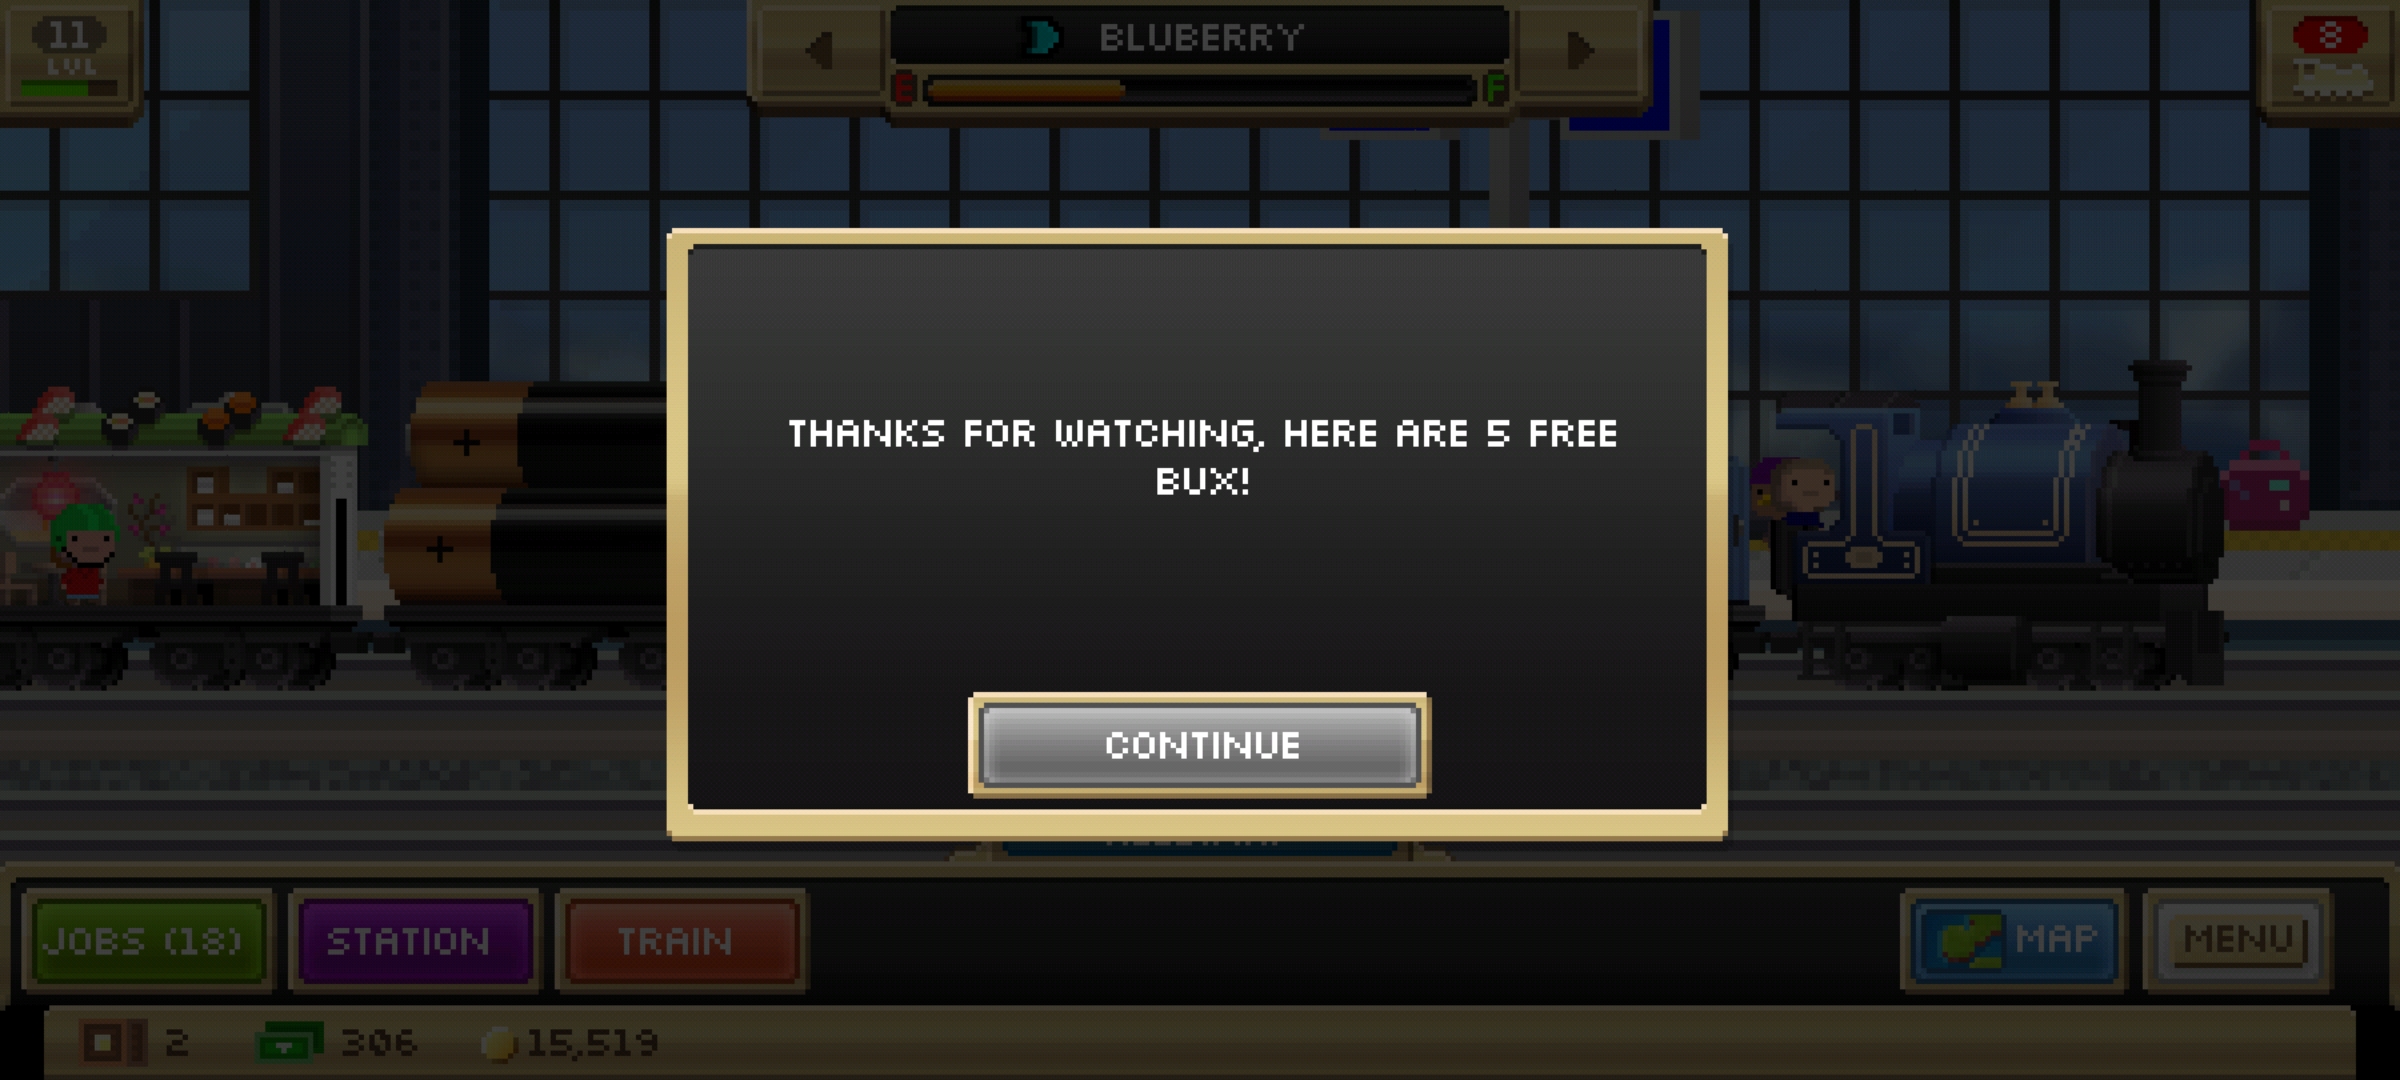 11
LVL
BLUBERRY
E
F
8
THANKS FOR WATCHING, HERE ARE 5 FREE
BUX!
CONTINUE
JOBS (18)
STATION
TRAIN
MAP
MENU
2
306
15,519